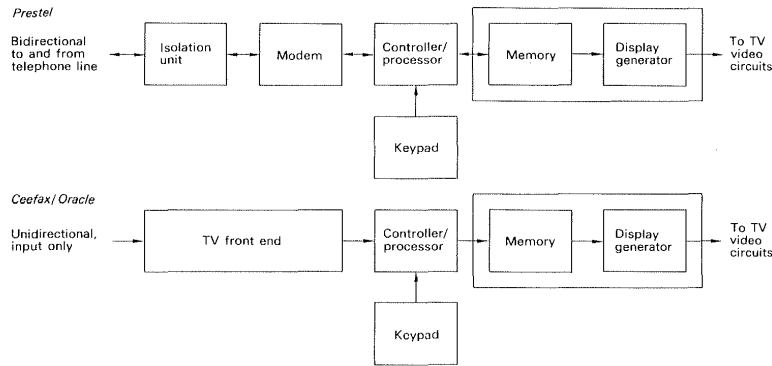 Prestel
Bidirectional
to and from
telephone line
Isolation
unit
Modem
Controller/
processor
Memory
Display
generator
To TV
video
circuits
Keypad
Ceefax/Oracle
Unidirectional,
input only
TV front end
Controller/
processor
Memory
Display
generator
To TV
video
circuits
Keypad